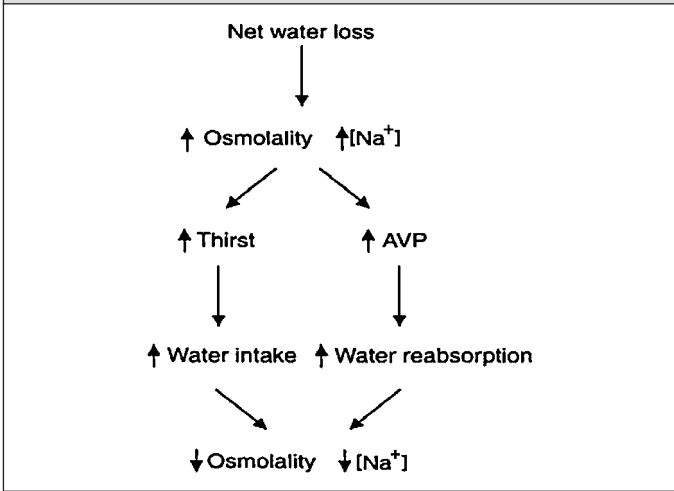 Net water loss
↑ Osmolality ↑[Na⁺]
↑ Thirst ↑ AVP
↑ Water intake ↑ Water reabsorption
↓ Osmolality ↓ [Na⁺]